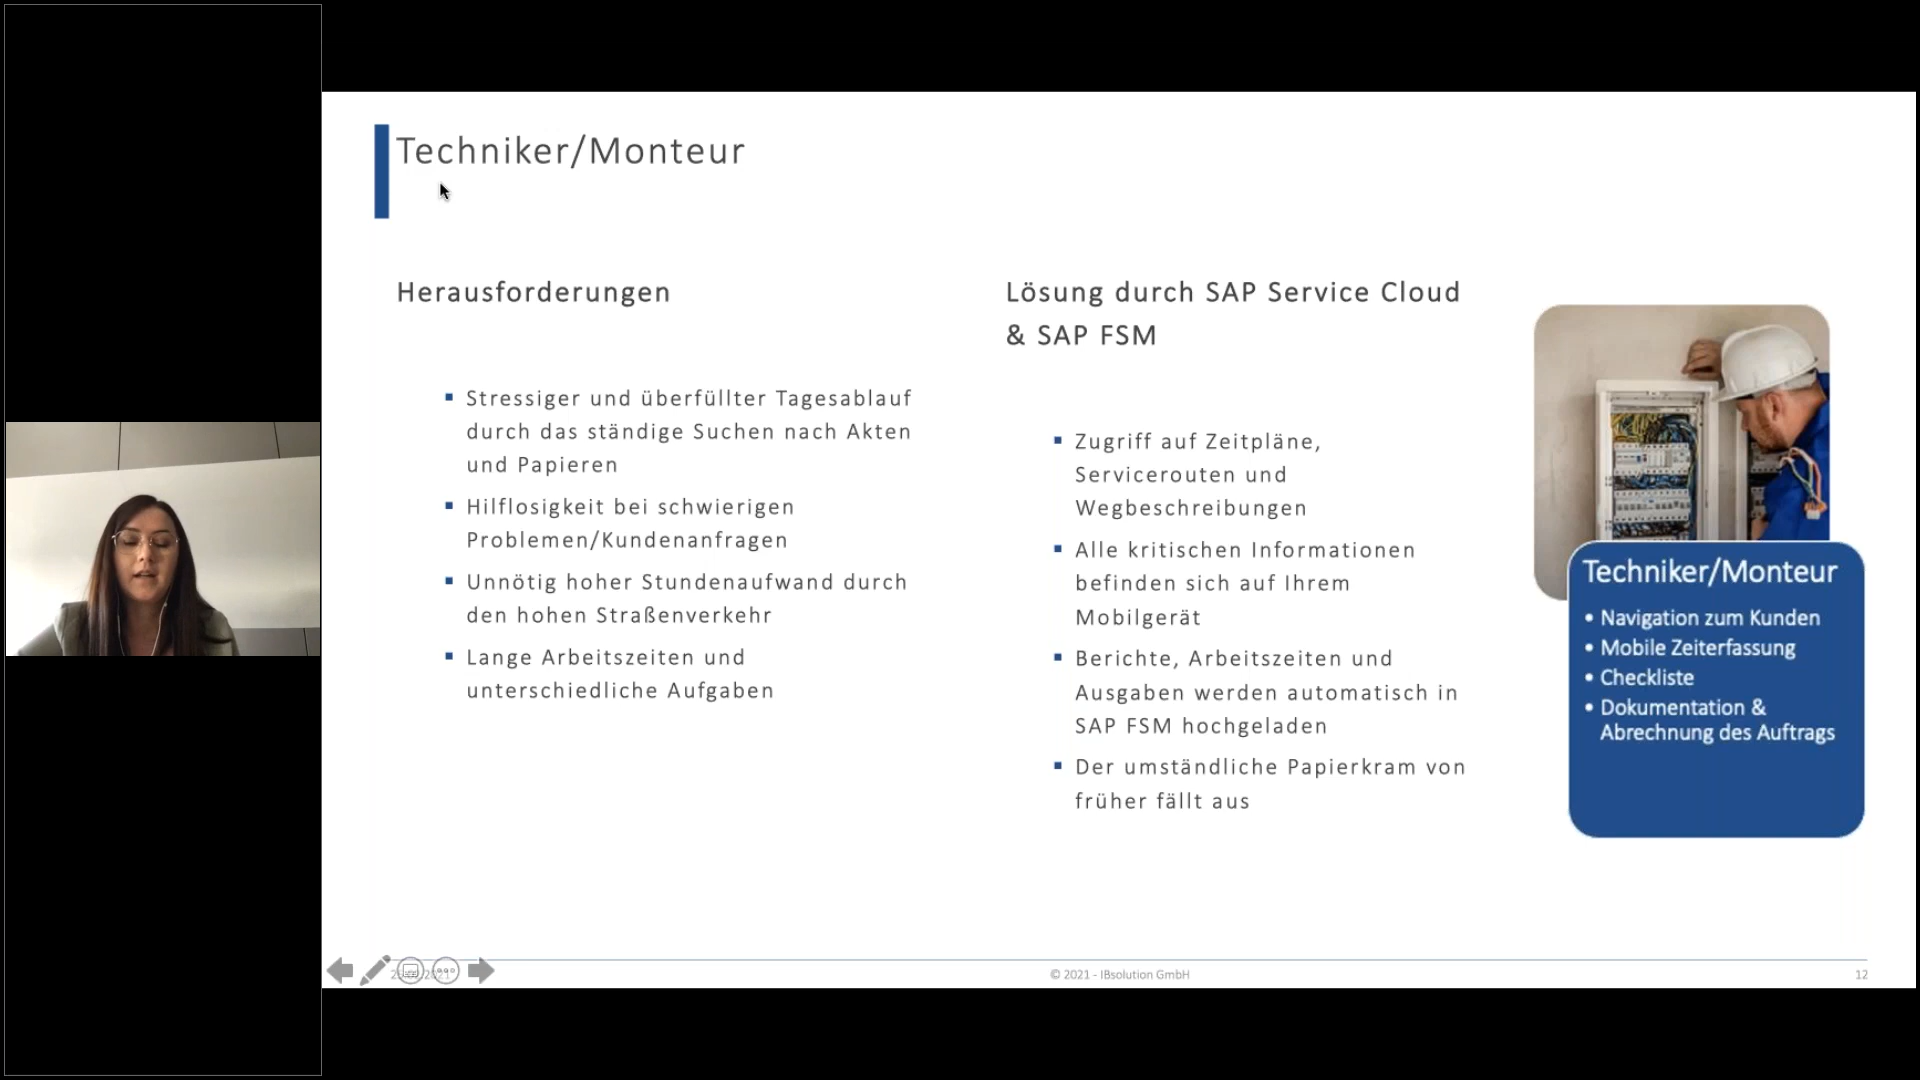 Techniker/Monteur
Herausforderungen
Stressiger und überfüllter Tagesablauf
durch das ständige Suchen nach Akten
und Papieren
Hilflosigkeit bei schwierigen
Problemen/Kundenanfragen
Unnötig hoher Stundenaufwand durch
den hohen Straßenverkehr
Lange Arbeitszeiten und
unterschiedliche Aufgaben
Lösung durch SAP Service Cloud
& SAP FSM
Zugriff auf Zeitpläne,
Servicerouten und
Wegbeschreibungen
Alle kritischen Informationen
befinden sich auf Ihrem
Mobilgerät
Berichte, Arbeitszeiten und
Ausgaben werden automatisch in
SAP FSM hochgeladen
Der umständliche Papierkram von
früher fällt aus
Techniker/Monteur
• Navigation zum Kunden
• Mobile Zeiterfassung
• Checkliste
• Dokumentation &
Abrechnung des Auftrags
© 2021 - IBsolution GmbH
12